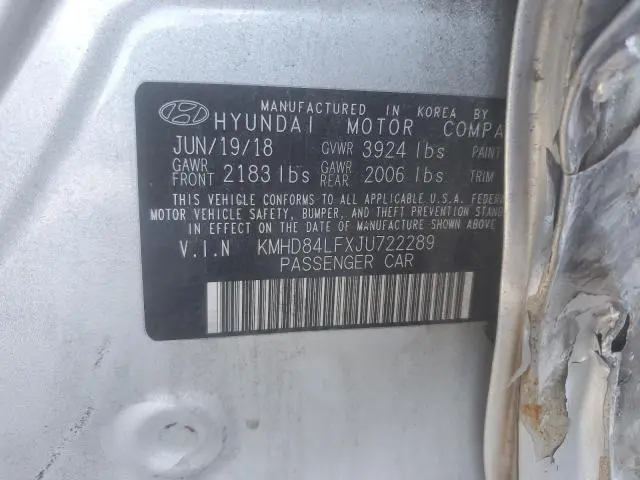 MANUFACTURED IN KOREA BY
HYUNDAI MOTOR COMPA
JUN/19/18 GVWR 3924 lbs PAINT
GAWR FRONT 2183 lbs GAWR REAR 2006 lbs TRIM
THIS VEHICLE CONFORMS TO ALL APPLICABLE U.S.A. FEDER
MOTOR VEHICLE SAFETY, BUMPER, AND THEFT PREVENTION STAND
IN EFFECT ON THE DATE OF MANUFACTURE SHOWN ABOVE.
V.I.N KMHD84LFXJU722289
PASSENGER CAR